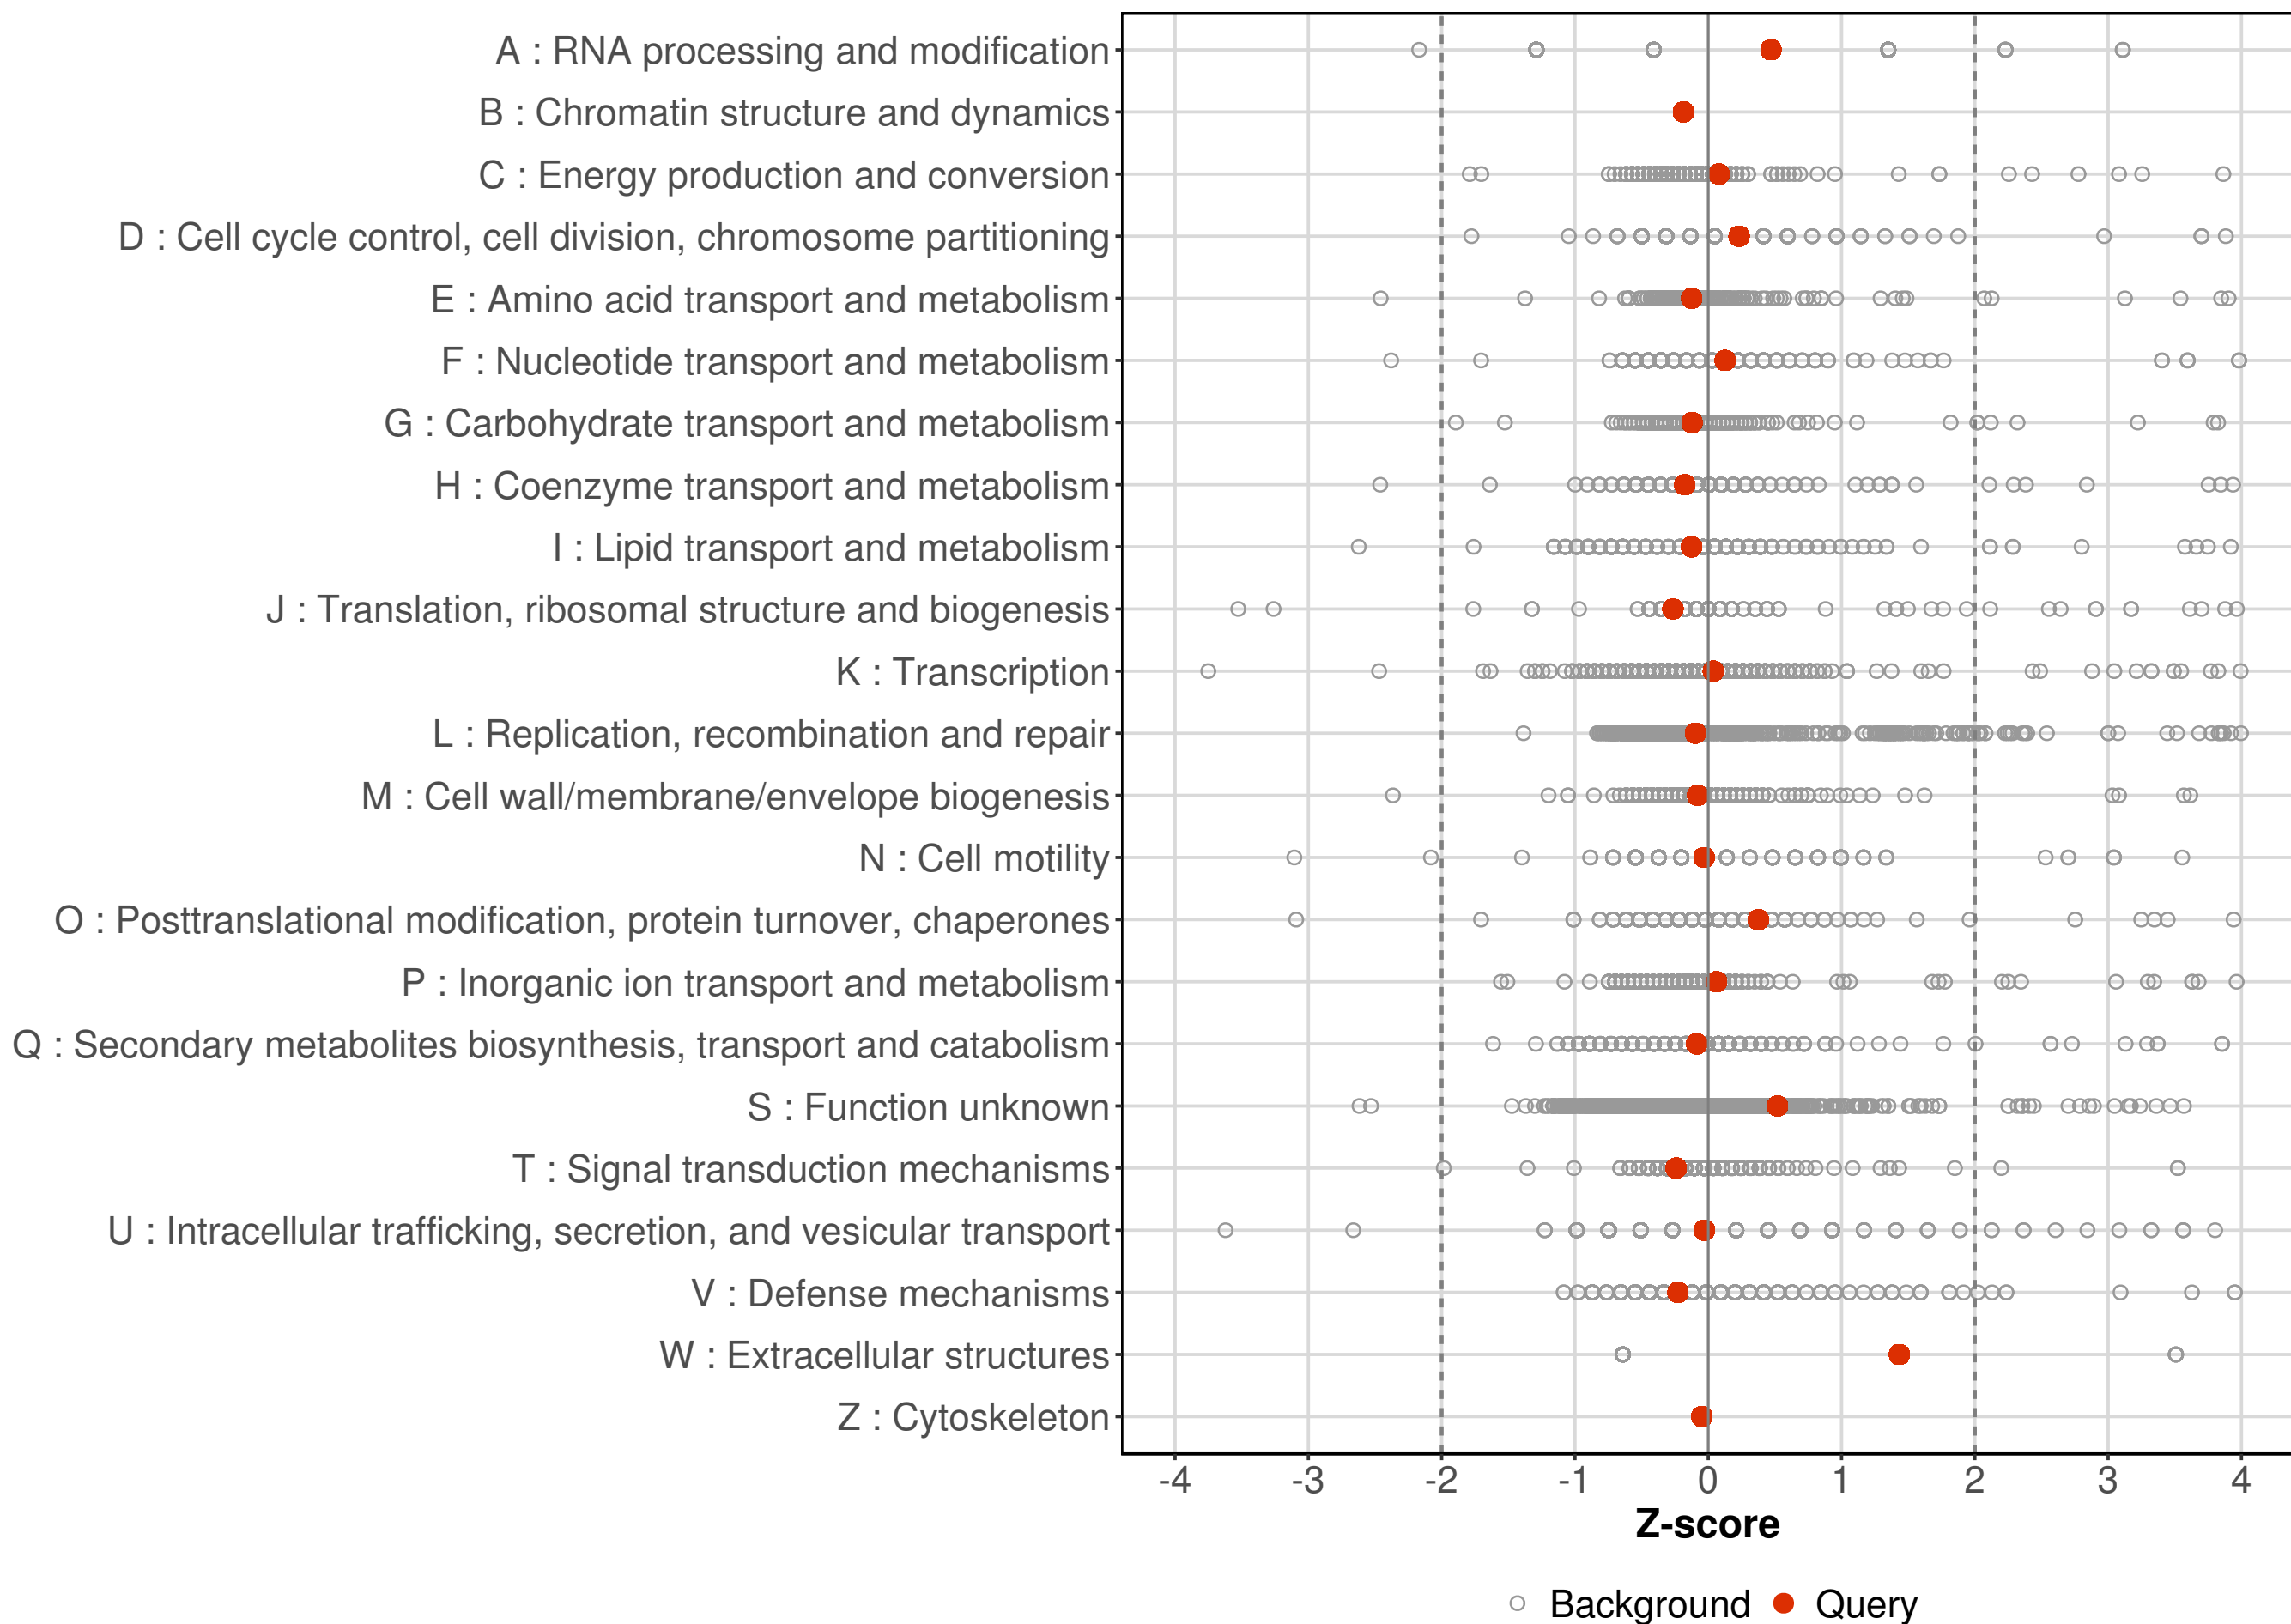 A : RNA processing and modification
B : Chromatin structure and dynamics
C : Energy production and conversion
D : Cell cycle control, cell division, chromosome partitioning
E : Amino acid transport and metabolism
F : Nucleotide transport and metabolism
G : Carbohydrate transport and metabolism
H : Coenzyme transport and metabolism
I : Lipid transport and metabolism
J : Translation, ribosomal structure and biogenesis
K : Transcription
L : Replication, recombination and repair
M : Cell wall/membrane/envelope biogenesis
N : Cell motility
O : Posttranslational modification, protein turnover, chaperones
P : Inorganic ion transport and metabolism
Q : Secondary metabolites biosynthesis, transport and catabolism
S : Function unknown
T : Signal transduction mechanisms
U : Intracellular trafficking, secretion, and vesicular transport
V : Defense mechanisms
W : Extracellular structures
Z : Cytoskeleton
-4 -3 -2 -1 0 1 2 3 4
Z-score
Background Query